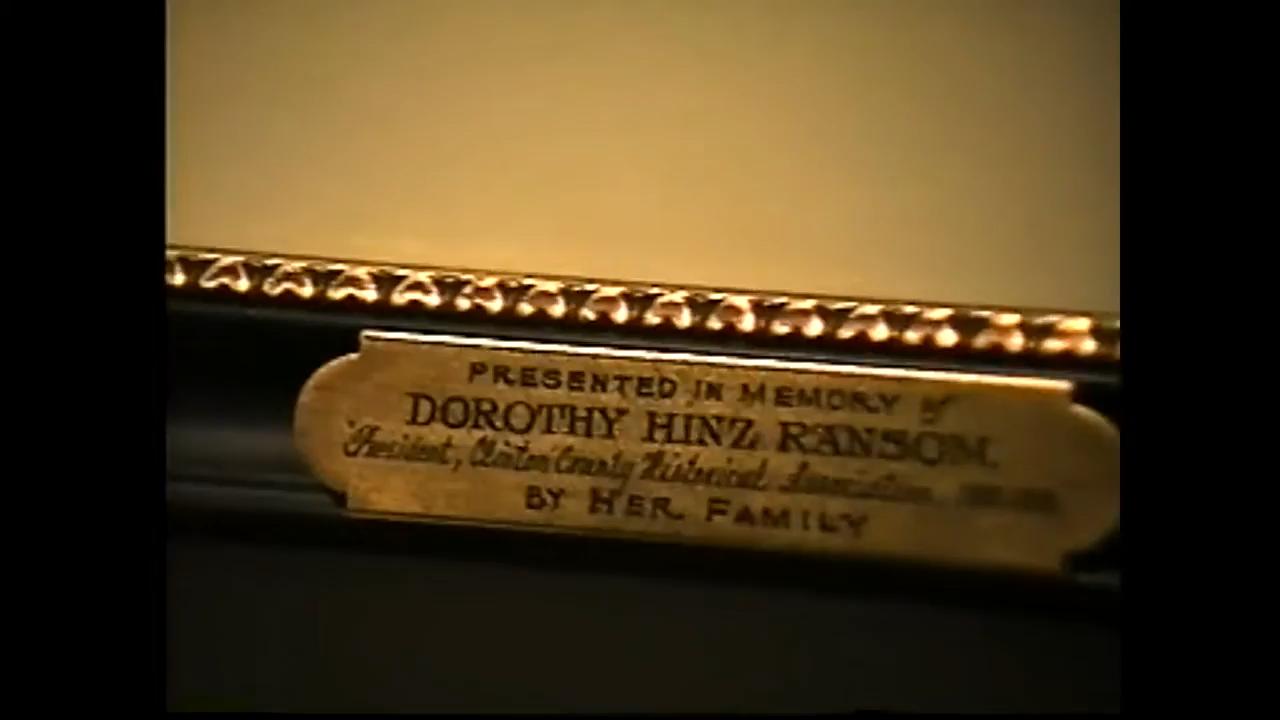 PRESENTED IN MEMORY of
DOROTHY HINZ RANSOM
President, Clinton County Historical Association
BY HER FAMILY